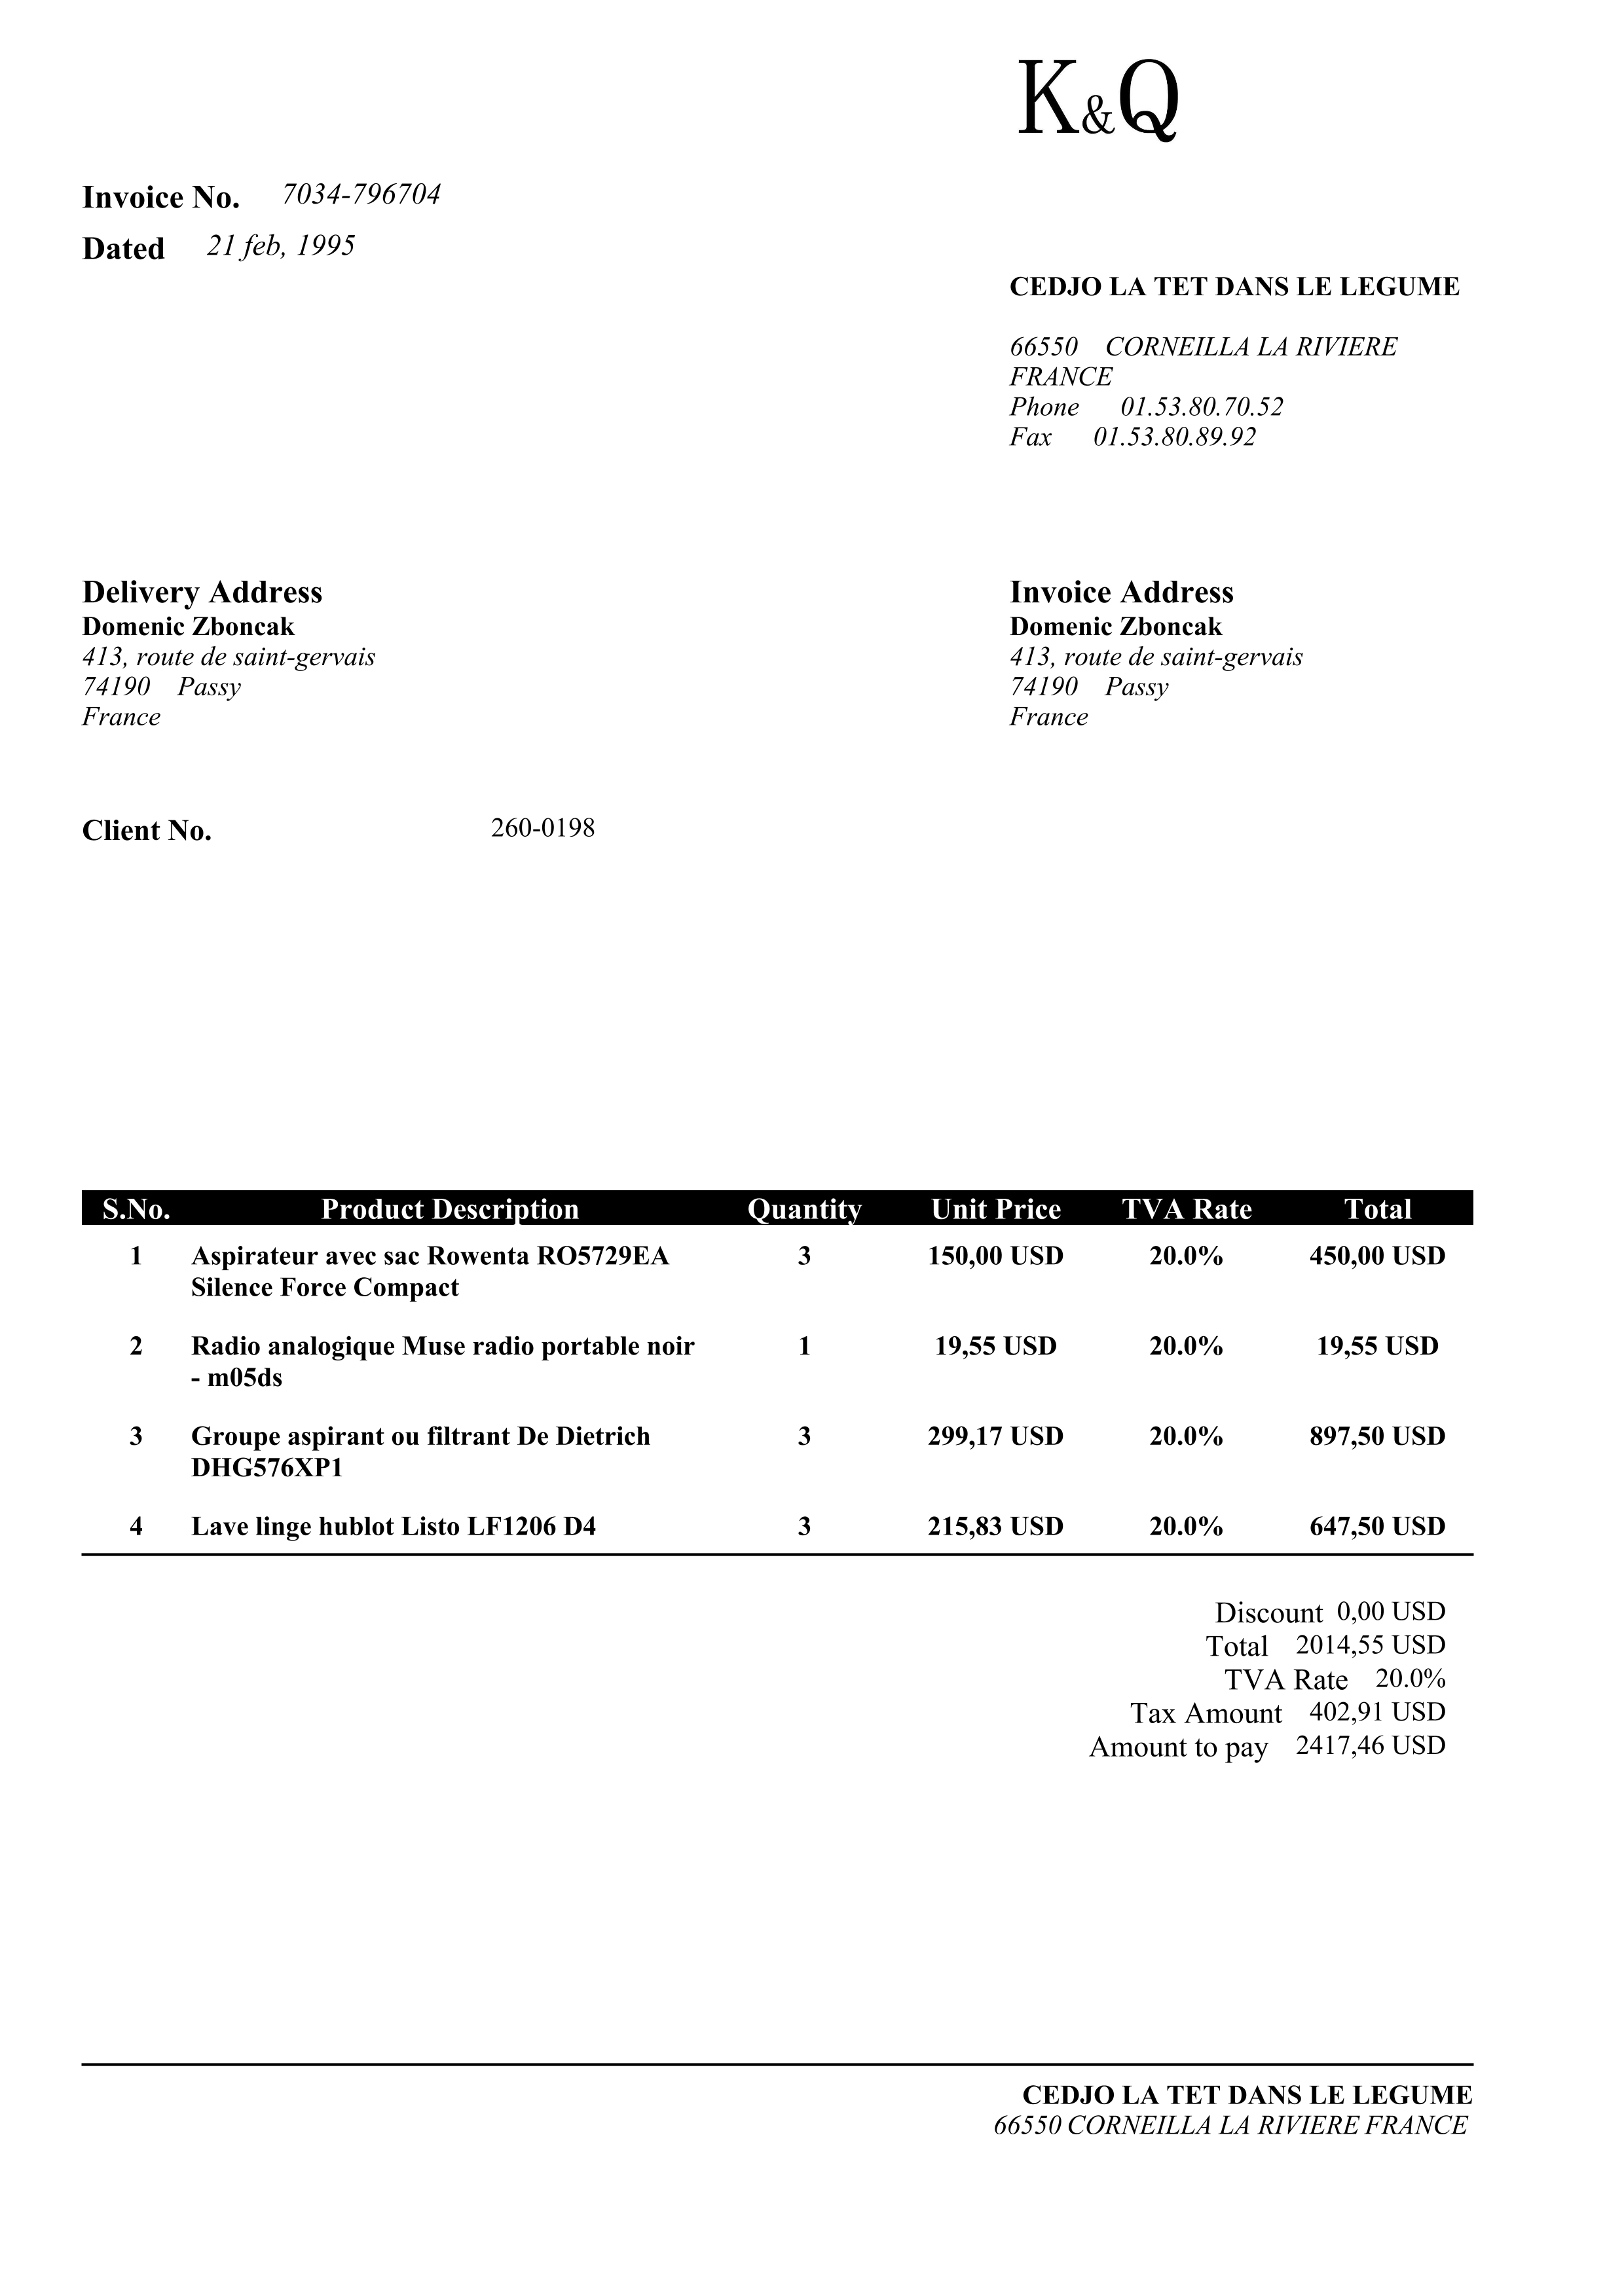 K&Q
Invoice No. 7034-796704
Dated 21 feb, 1995
CEDJO LA TET DANS LE LEGUME
66550 CORNEILLA LA RIVIERE
FRANCE
Phone 01.53.80.70.52
Fax 01.53.80.89.92
Delivery Address
Domenic Zboncak
413, route de saint-gervais
74190 Passy
France
Invoice Address
Domenic Zboncak
413, route de saint-gervais
74190 Passy
France
Client No. 260-0198
S.No. Product Description Quantity Unit Price TVA Rate Total
1 Aspirateur avec sac Rowenta RO5729EA 3 150,00 USD 20.0% 450,00 USD
Silence Force Compact
2 Radio analogique Muse radio portable noir 1 19,55 USD 20.0% 19,55 USD
- m05ds
3 Groupe aspirant ou filtrant De Dietrich 3 299,17 USD 20.0% 897,50 USD
DHG576XP1
4 Lave linge hublot Listo LF1206 D4 3 215,83 USD 20.0% 647,50 USD
Discount 0,00 USD
Total 2014,55 USD
TVA Rate 20.0%
Tax Amount 402,91 USD
Amount to pay 2417,46 USD
CEDJO LA TET DANS LE LEGUME
66550 CORNEILLA LA RIVIERE FRANCE